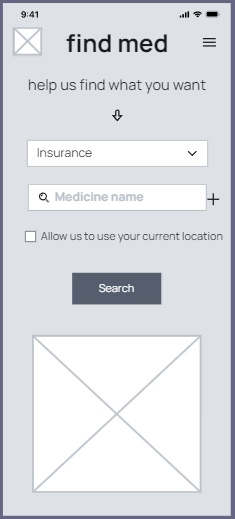 9:41
find med
help us find what you want
Insurance
Medicine name
Allow us to use your current location
Search